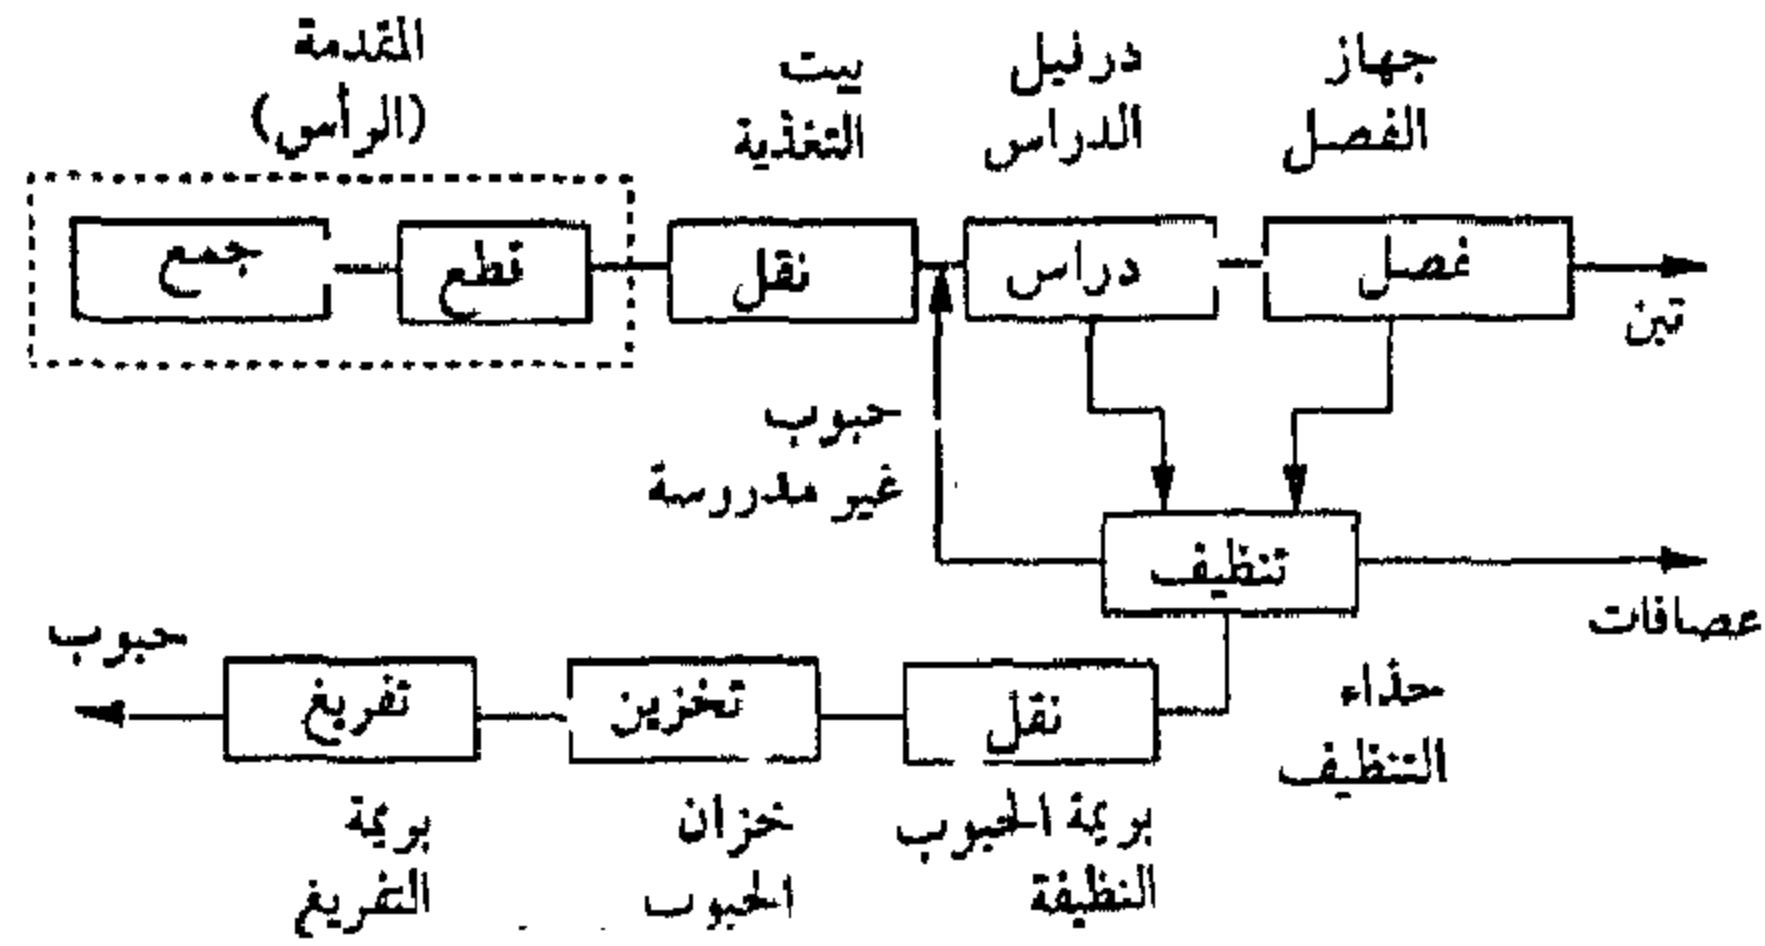 المقدمة
(الرأس)
بيت
التغذية
درفيل
الدراس
جهاز
الفصل
جمع
قطع
نقل
دراس
فصل
تبن
حبوب
غير مدروسة
تنظيف
عصافات
حذاء
التنظيف
حبوب
تفريغ
تخزين
نقل
بريمة
التفريغ
خزان
الحبوب
بريمة الحبوب
النظيفة